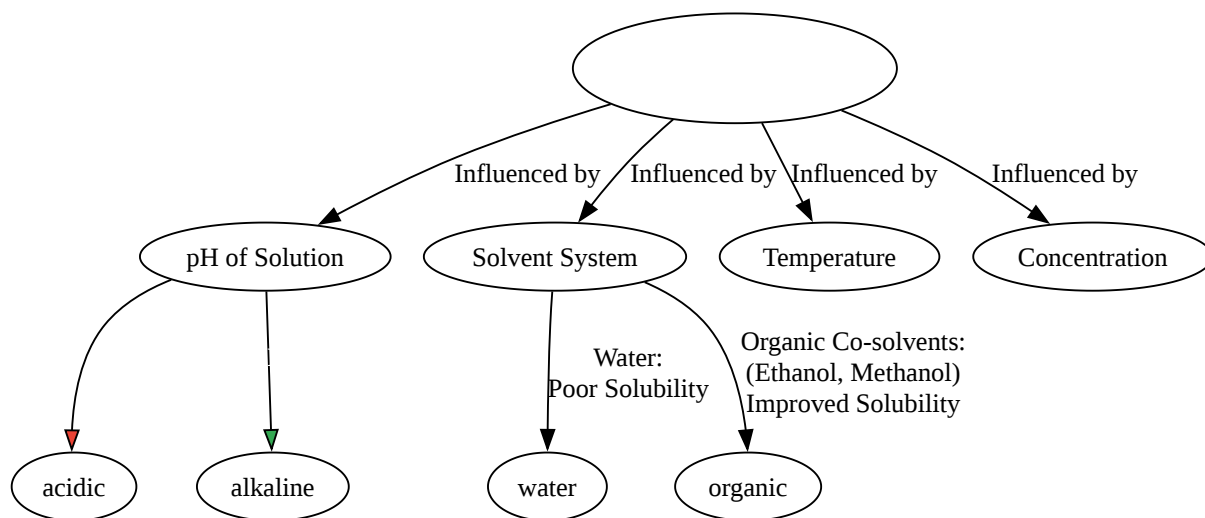 Influenced by
Influenced by
Influenced by
Influenced by
pH of Solution
Solvent System
Temperature
Concentration
Water:
Poor Solubility
Organic Co-solvents:
(Ethanol, Methanol)
Improved Solubility
acidic
alkaline
water
organic